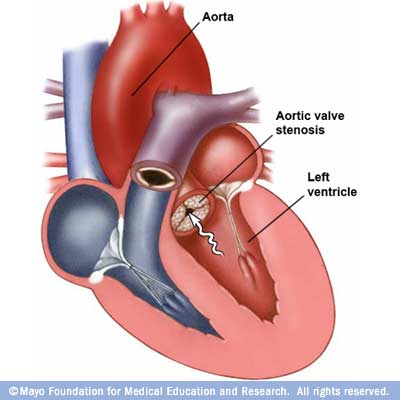 Aorta
Aortic valve
stenosis
Left
ventricle
©Mayo Foundation for Medical Education and Research. All rights reserved.